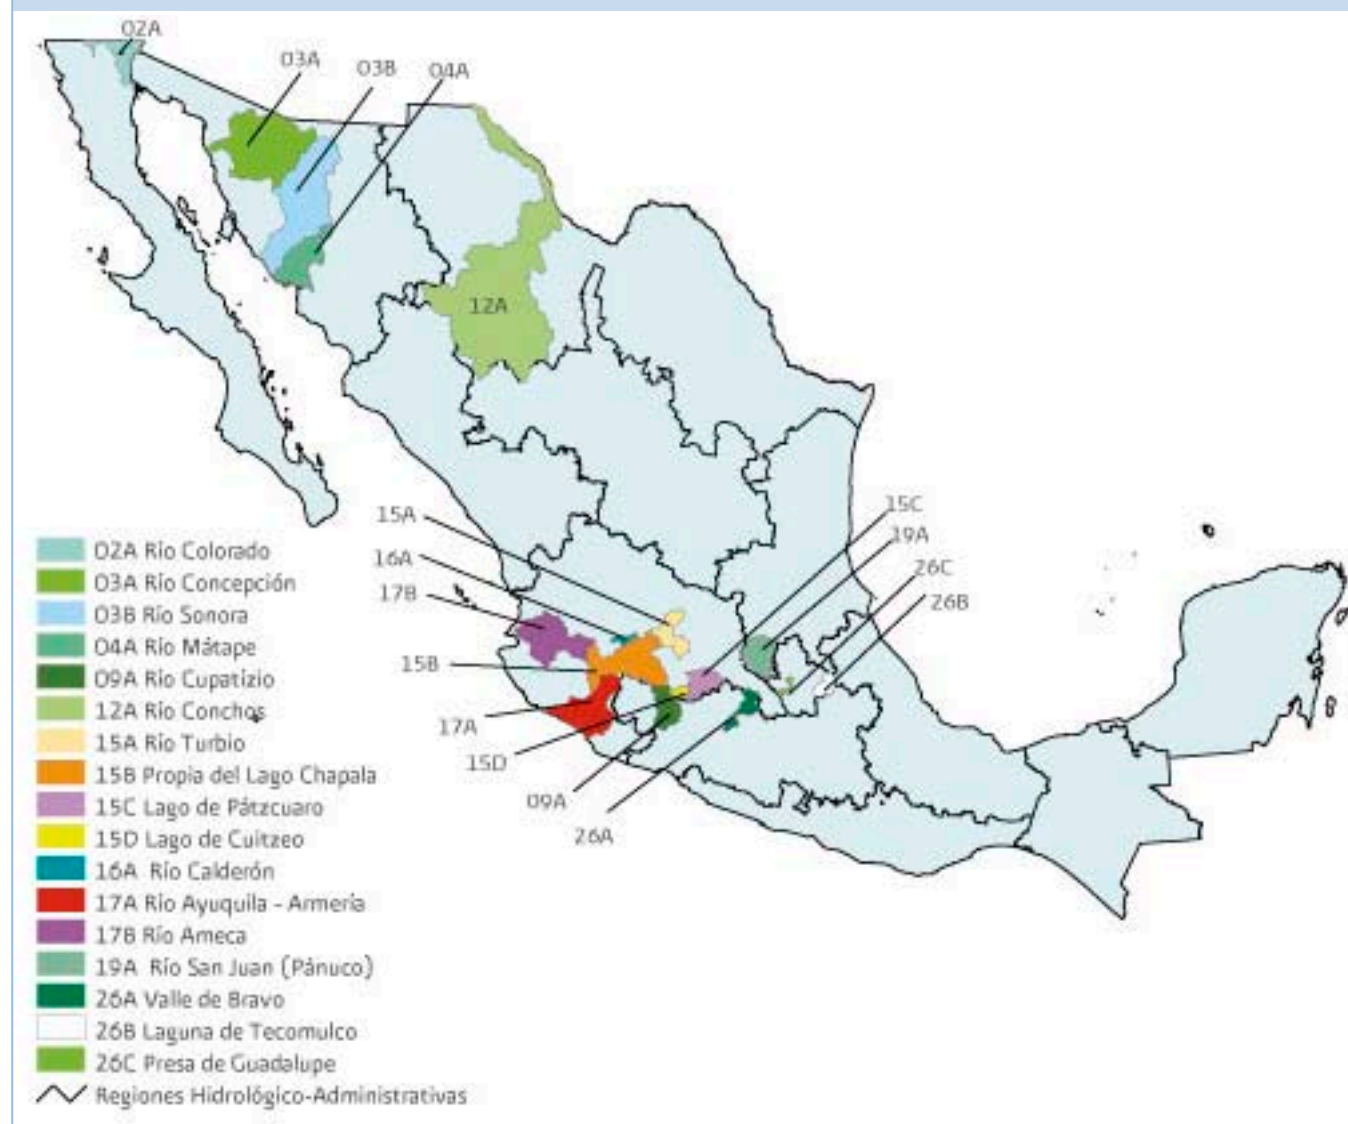 02A
03A
03B
04A
12A
15A
16A
17B
15B
17A
15D
09A
26A
15C
19A
26C
26B
02A Río Colorado
03A Río Concepción
03B Río Sonora
04A Río Mátape
09A Río Cupatizio
12A Río Conchos
15A Río Turbio
15B Propia del Lago Chapala
15C Lago de Pátzcuaro
15D Lago de Cuitzeo
16A Río Calderón
17A Río Ayuquila - Armería
17B Río Ameca
19A Río San Juan (Pánuco)
26A Valle de Bravo
26B Laguna de Tecomulco
26C Presa de Guadalupe
Regiones Hidrológico-Administrativas